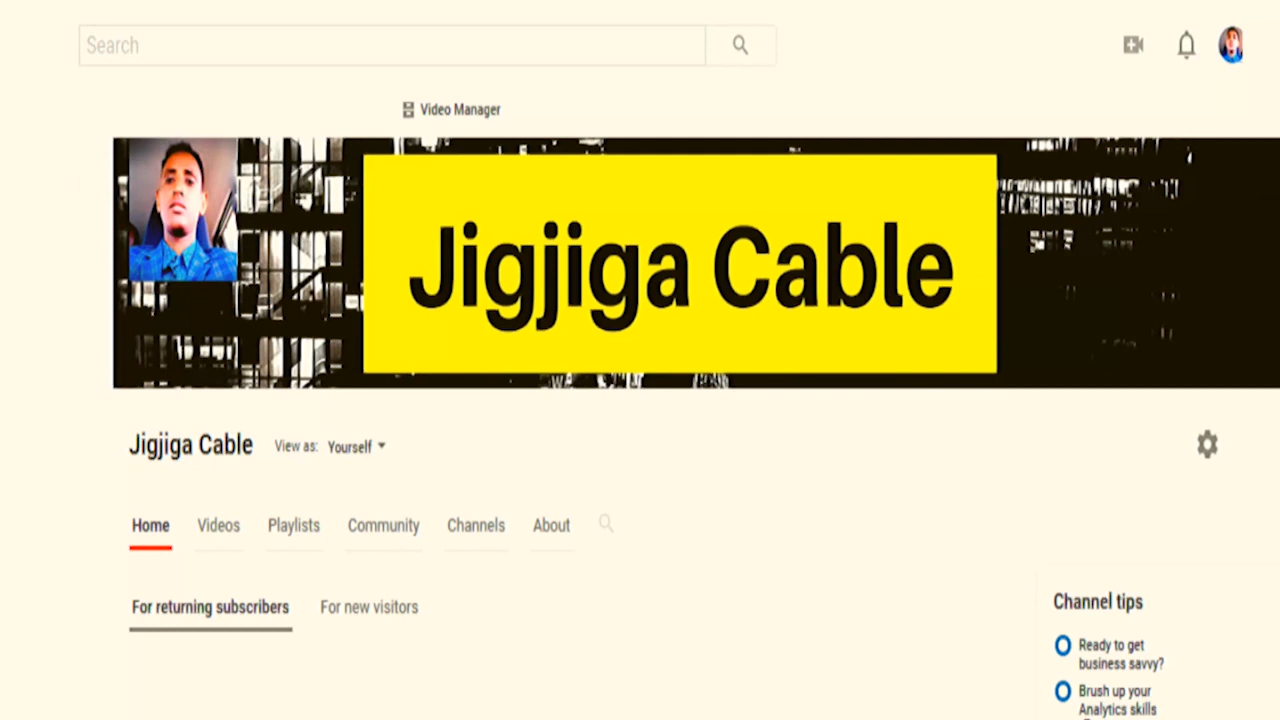 Search
Video Manager
Jigjiga Cable
Jigjiga Cable View as: Yourself
Home Videos Playlists Community Channels About
For returning subscribers For new visitors
Channel tips
Ready to get
business savvy?
Brush up your
Analytics skills